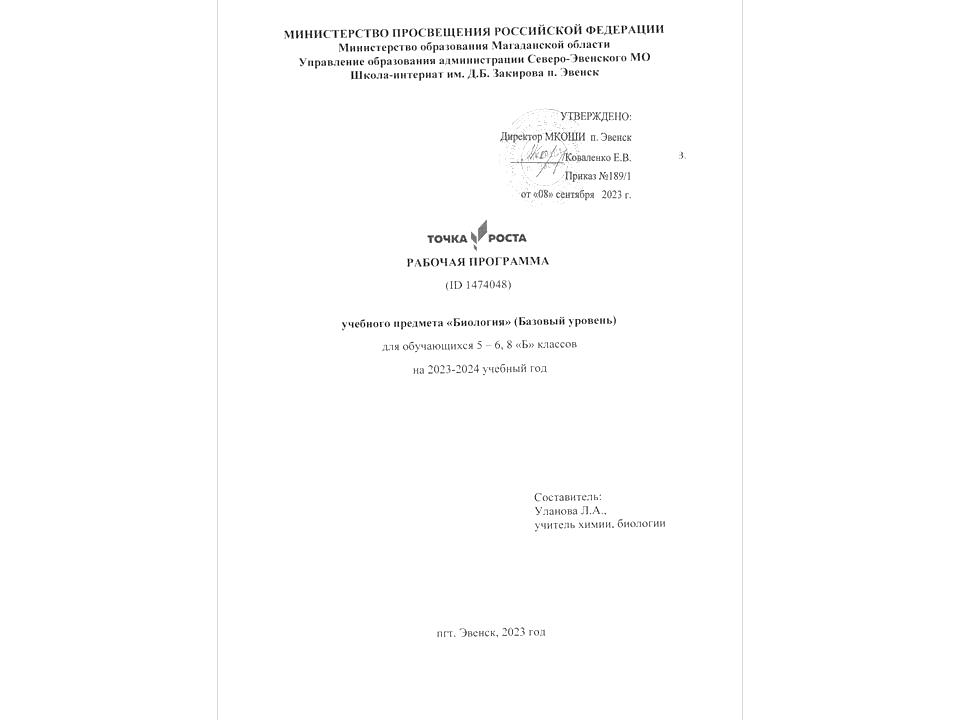 МИНИСТЕРСТВО ПРОСВЕЩЕНИЯ РОССИЙСКОЙ ФЕДЕРАЦИИ
Министерство образования Магаданской области
Управление образования администрации Северо-Эвенского МО
Школа-интернат им. Д.Б. Закирова п. Эвенск
УТВЕРЖДЕНО:
Директор МКОШИ п. Эвенск
/Коваленко Е.В.
З.
Приказ №189/1
от «08» сентября 2023 г.
ТОЧКА РОСТА
РАБОЧАЯ ПРОГРАММА
(ID 1474048)
учебного предмета «Биология» (Базовый уровень)
для обучающихся 5 – 6, 8 «Б» классов
на 2023-2024 учебный год
Составитель:
Уланова Л.А.,
учитель химии, биологии
пгт. Эвенск, 2023 год